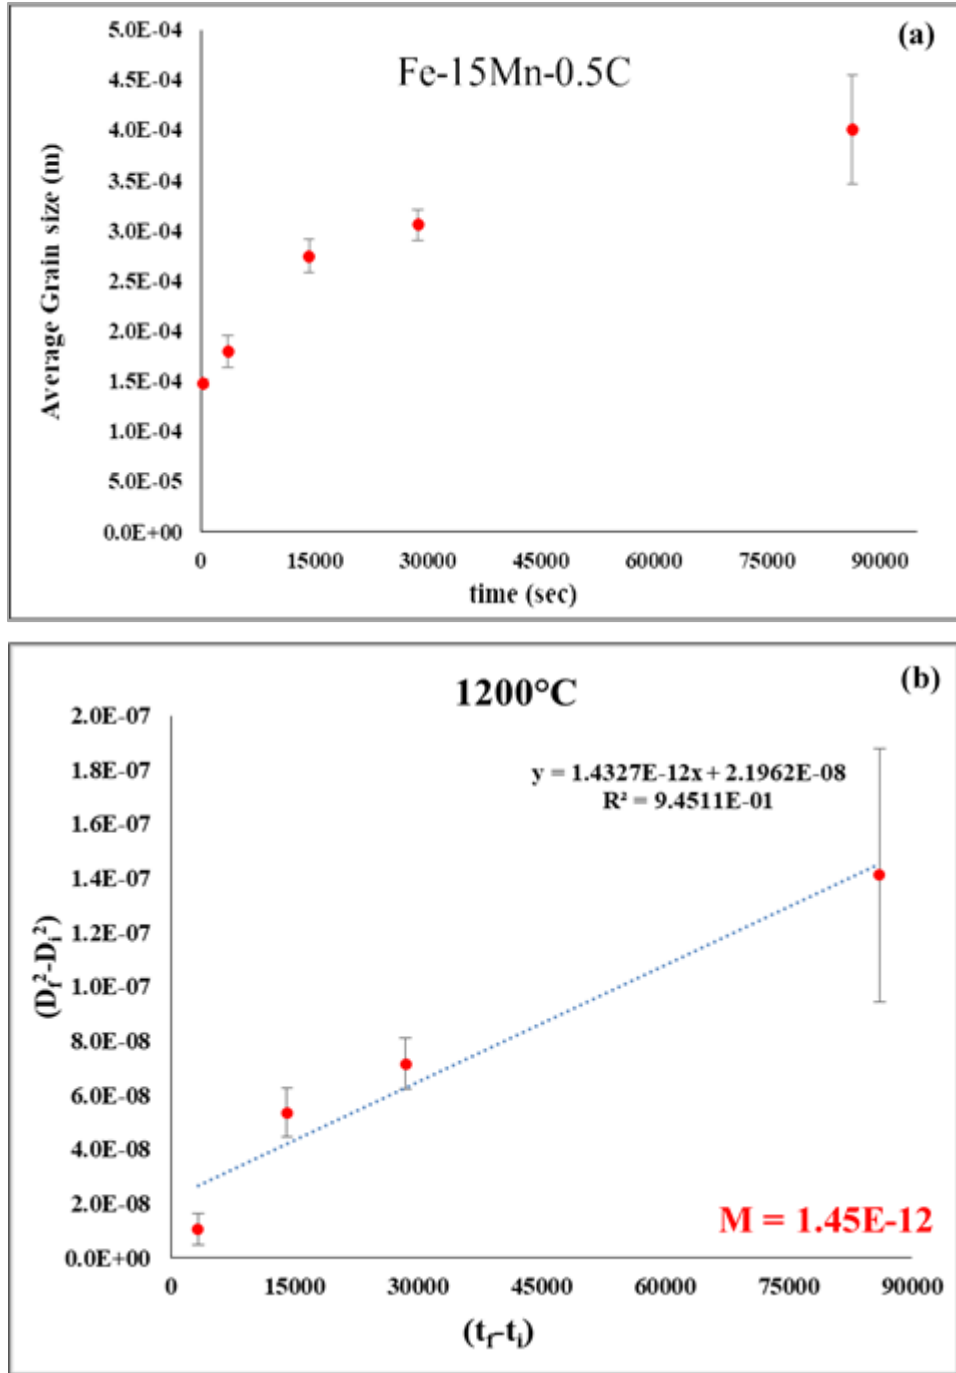 (a)
Fe-15Mn-0.5C
5.0E-04
4.5E-04
4.0E-04
3.5E-04
3.0E-04
2.5E-04
2.0E-04
1.5E-04
1.0E-04
5.0E-05
0.0E+00
Average Grain size (m)
0 15000 30000 45000 60000 75000 90000
time (sec)
(b)
1200°C
2.0E-07
1.8E-07
1.6E-07
1.4E-07
1.2E-07
1.0E-07
8.0E-08
6.0E-08
4.0E-08
2.0E-08
0.0E+00
(D_f²-D_i²)
y = 1.4327E-12x + 2.1962E-08
R² = 9.4511E-01
M = 1.45E-12
0 15000 30000 45000 60000 75000 90000
(t_f-t_i)